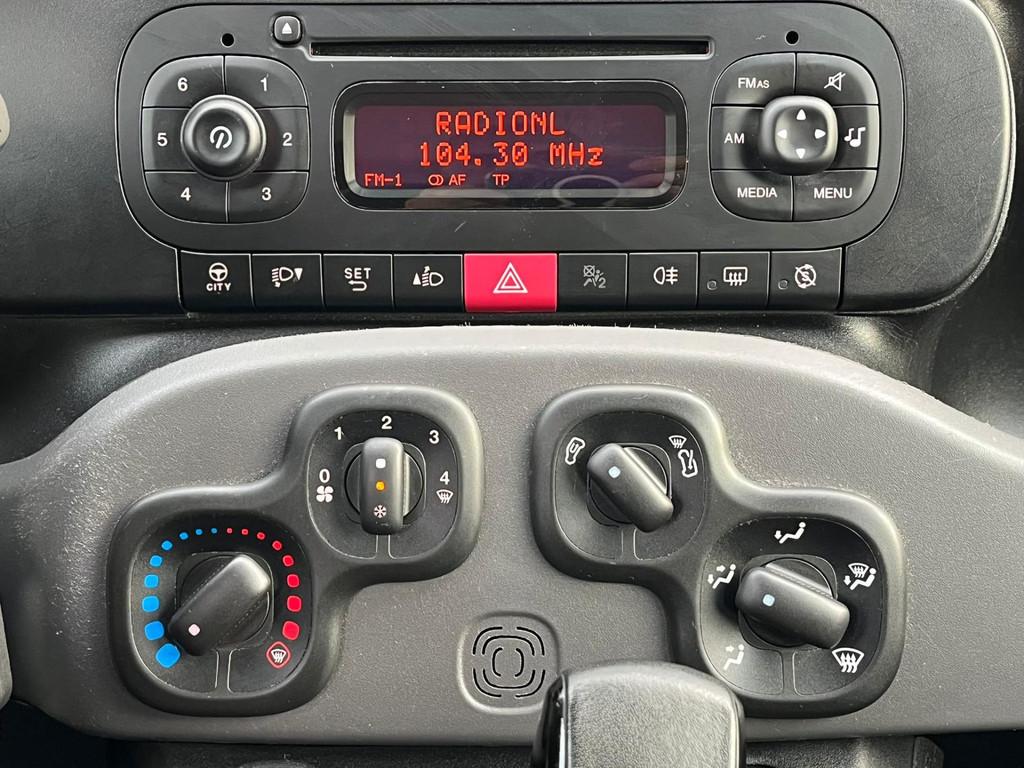 6 1
5 2
4 3
RADIONL
104.30 MHz
FM-1 AF TP
FMAS
AM
MEDIA MENU
CITY
SET
2
0 1 2 3 4